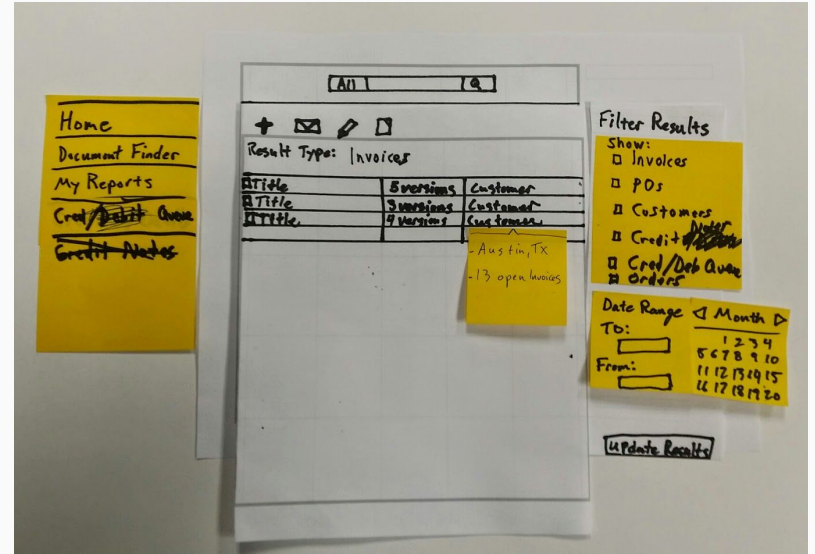 All
Home
Document Finder
My Reports
Cred/Debit Queue
Credit Notes
Result Type: Invoices
Title 5 versions Customer
Title 3 versions Customer
Title 4 versions Customer
- Austin, TX
- 13 open Invoices
Filter Results
Show:
Invoices
POs
Customers
Credit Notes
Cred/Deb Queue
Orders
Date Range
To:
From:
Month
1 2 3 4
5 6 7 8 9 10
11 12 13 14 15
16 17 18 19 20
Update Results